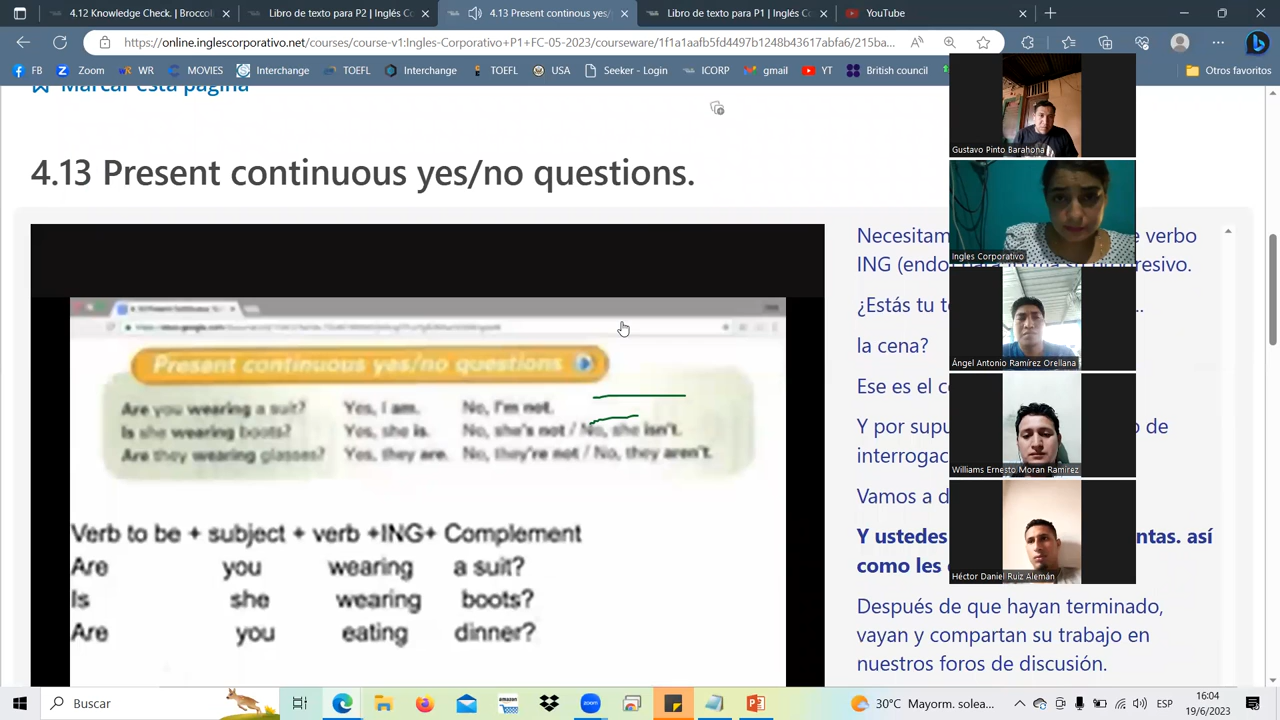 4.12 Knowledge Check. | Broccoli
Libro de texto para P2 | Inglés Co
4.13 Present continuous yes/no
Libro de texto para P1 | Inglés Co
YouTube
https://online.inglescorporativo.net/courses/course-v1:Ingles-Corporativo+P1+FC-05-2023/courseware/1f1a1aafb5fd4497b1248b43617abfa6/215ba...
FB
Zoom
WR
MOVIES
Interchange
TOEFL
Interchange
TOEFL
USA
Seeker - Login
ICORP
gmail
YT
British council
Otros favoritos
Marcar esta página
4.13 Present continuous yes/no questions.
Present continuous yes/no questions
Are you wearing a suit? Yes, I am. No, I'm not.
Is she wearing boots? Yes, she is. No, she's not / No, she isn't.
Are they wearing glasses? Yes, they are. No, they're not / No, they aren't.
Verb to be + subject + verb +ING+ Complement
Are you wearing a suit?
Is she wearing boots?
Are you eating dinner?
Necesitam e verbo
ING (endo) para forma su progresivo.
¿Estás tu t
la cena?
Ese es el c
Y por supu o de
interrogac
Vamos a d
Y ustedes ntas. así
como les
Después de que hayan terminado,
vayan y compartan su trabajo en
nuestros foros de discusión.
Gustavo Pinto Barahona
Ingles Corporativo
Ángel Antonio Ramírez Orellana
Williams Ernesto Moran Ramirez
Héctor Daniel Ruiz Alemán
Buscar
amazon
zoom
30°C Mayorm. solea...
ESP
16:04
19/6/2023